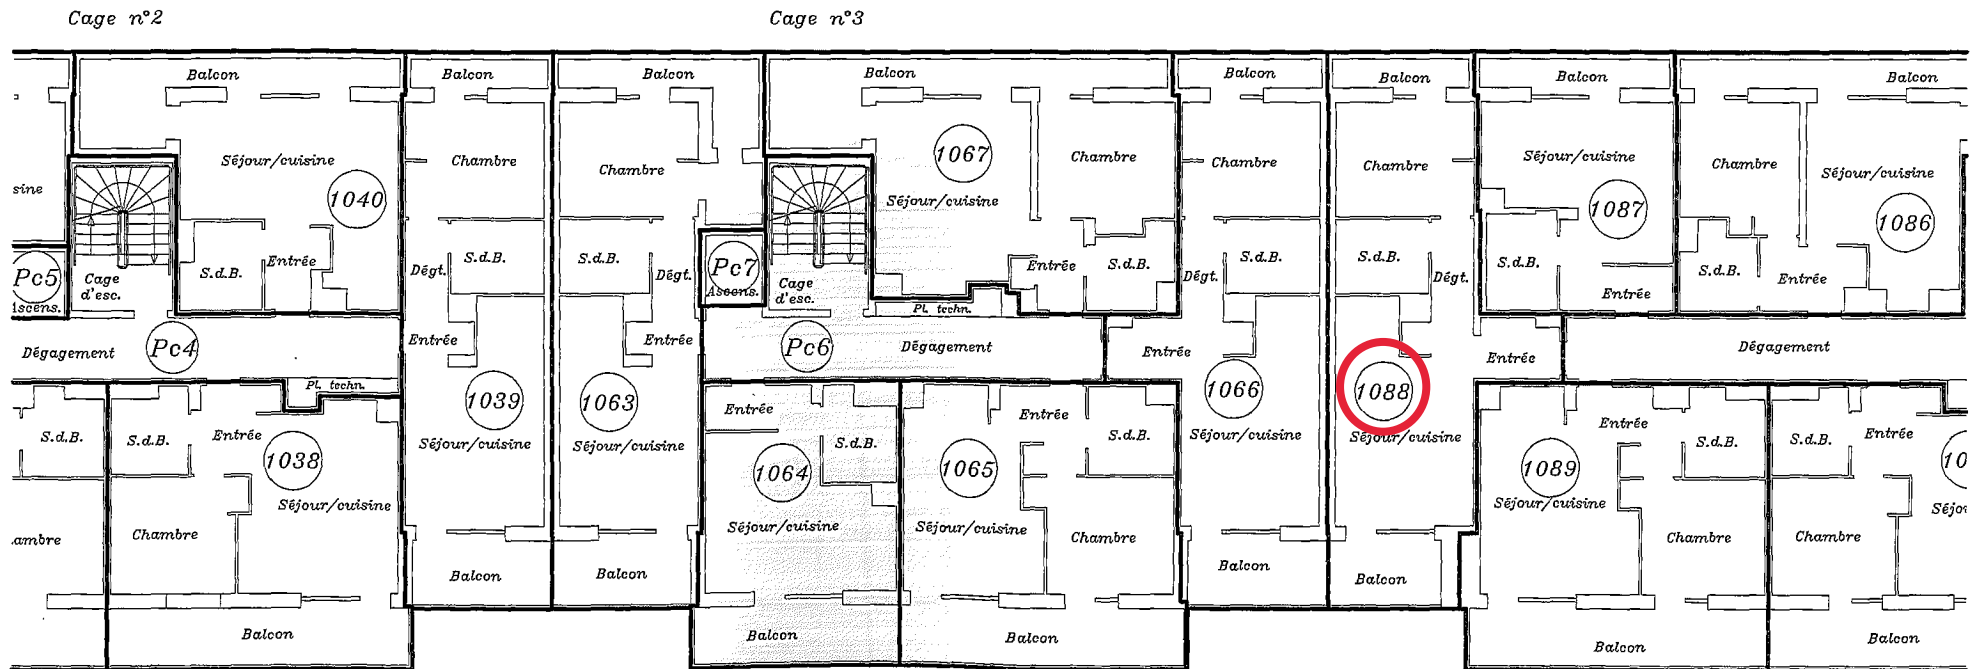 Cage n°2
Cage n°3
Balcon
Balcon
Balcon
Balcon
Balcon
Balcon
Balcon
Balcon
Séjour/cuisine
1040
Chambre
Chambre
1067
Séjour/cuisine
Chambre
Chambre
Chambre
Séjour/cuisine
1087
Chambre
Séjour/cuisine
1086
sine
Pc5
Ascens.
Cage
d'esc.
S.d.B.
Entrée
Dégt.
S.d.B.
S.d.B.
Dégt.
Pc7
Ascens.
Cage
d'esc.
Entrée
S.d.B.
Dégt.
S.d.B.
S.d.B.
Dégt.
S.d.B.
Entrée
S.d.B.
Entrée
Pl. techn.
Dégagement
Pc4
Entrée
Entrée
Pc6
Dégagement
Entrée
Entrée
Dégagement
Pl. techn.
1039
1063
1066
1088
Séjour/cuisine
Séjour/cuisine
Séjour/cuisine
Séjour/cuisine
S.d.B.
S.d.B.
Entrée
1038
Séjour/cuisine
Chambre
ambre
Entrée
S.d.B.
1064
Séjour/cuisine
Entrée
S.d.B.
1065
Séjour/cuisine
Chambre
Entrée
S.d.B.
1089
Séjour/cuisine
Chambre
S.d.B.
Entrée
10
Séjo
Chambre
Balcon
Balcon
Balcon
Balcon
Balcon
Balcon
Balcon
Balcon
Balcon